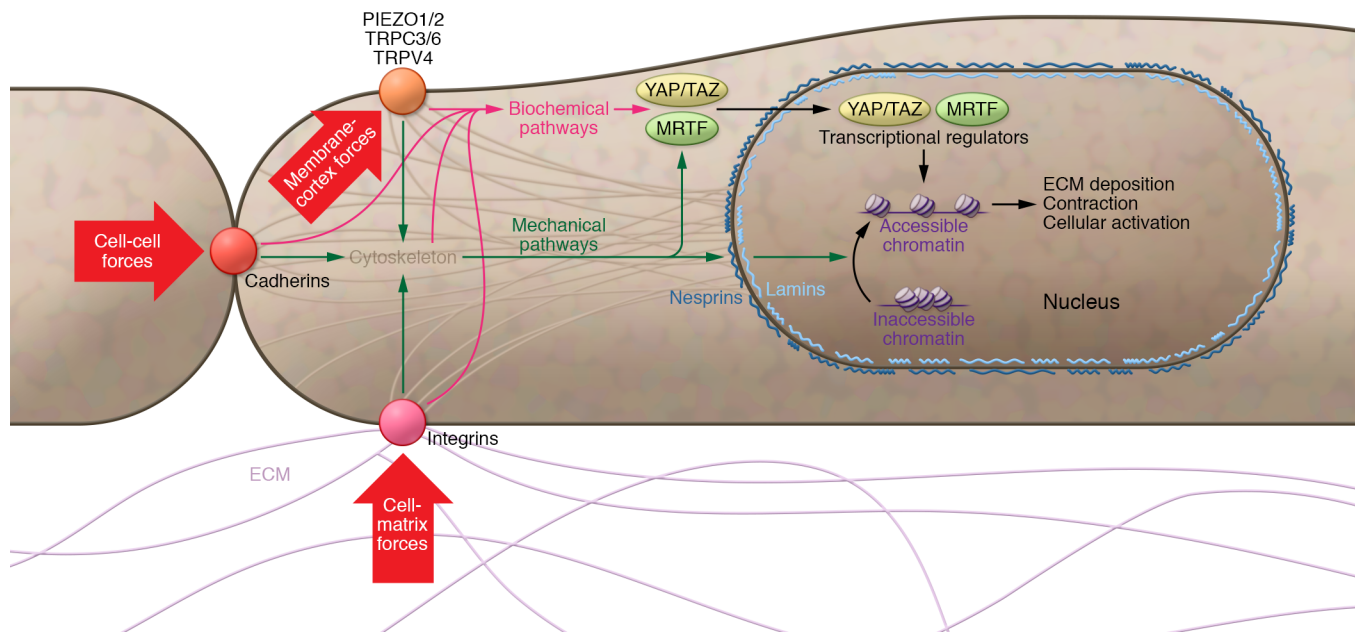 PIEZO1/2
TRPC3/6
TRPV4
Membrane-
cortex forces
Biochemical
pathways
YAP/TAZ
MRTF
YAP/TAZ
MRTF
Transcriptional regulators
ECM deposition
Contraction
Cellular activation
Accessible
chromatin
Cell-cell
forces
Cadherins
Cytoskeleton
Mechanical
pathways
Nesprins
Lamins
Inaccessible
chromatin
Nucleus
Integrins
ECM
Cell-
matrix
forces